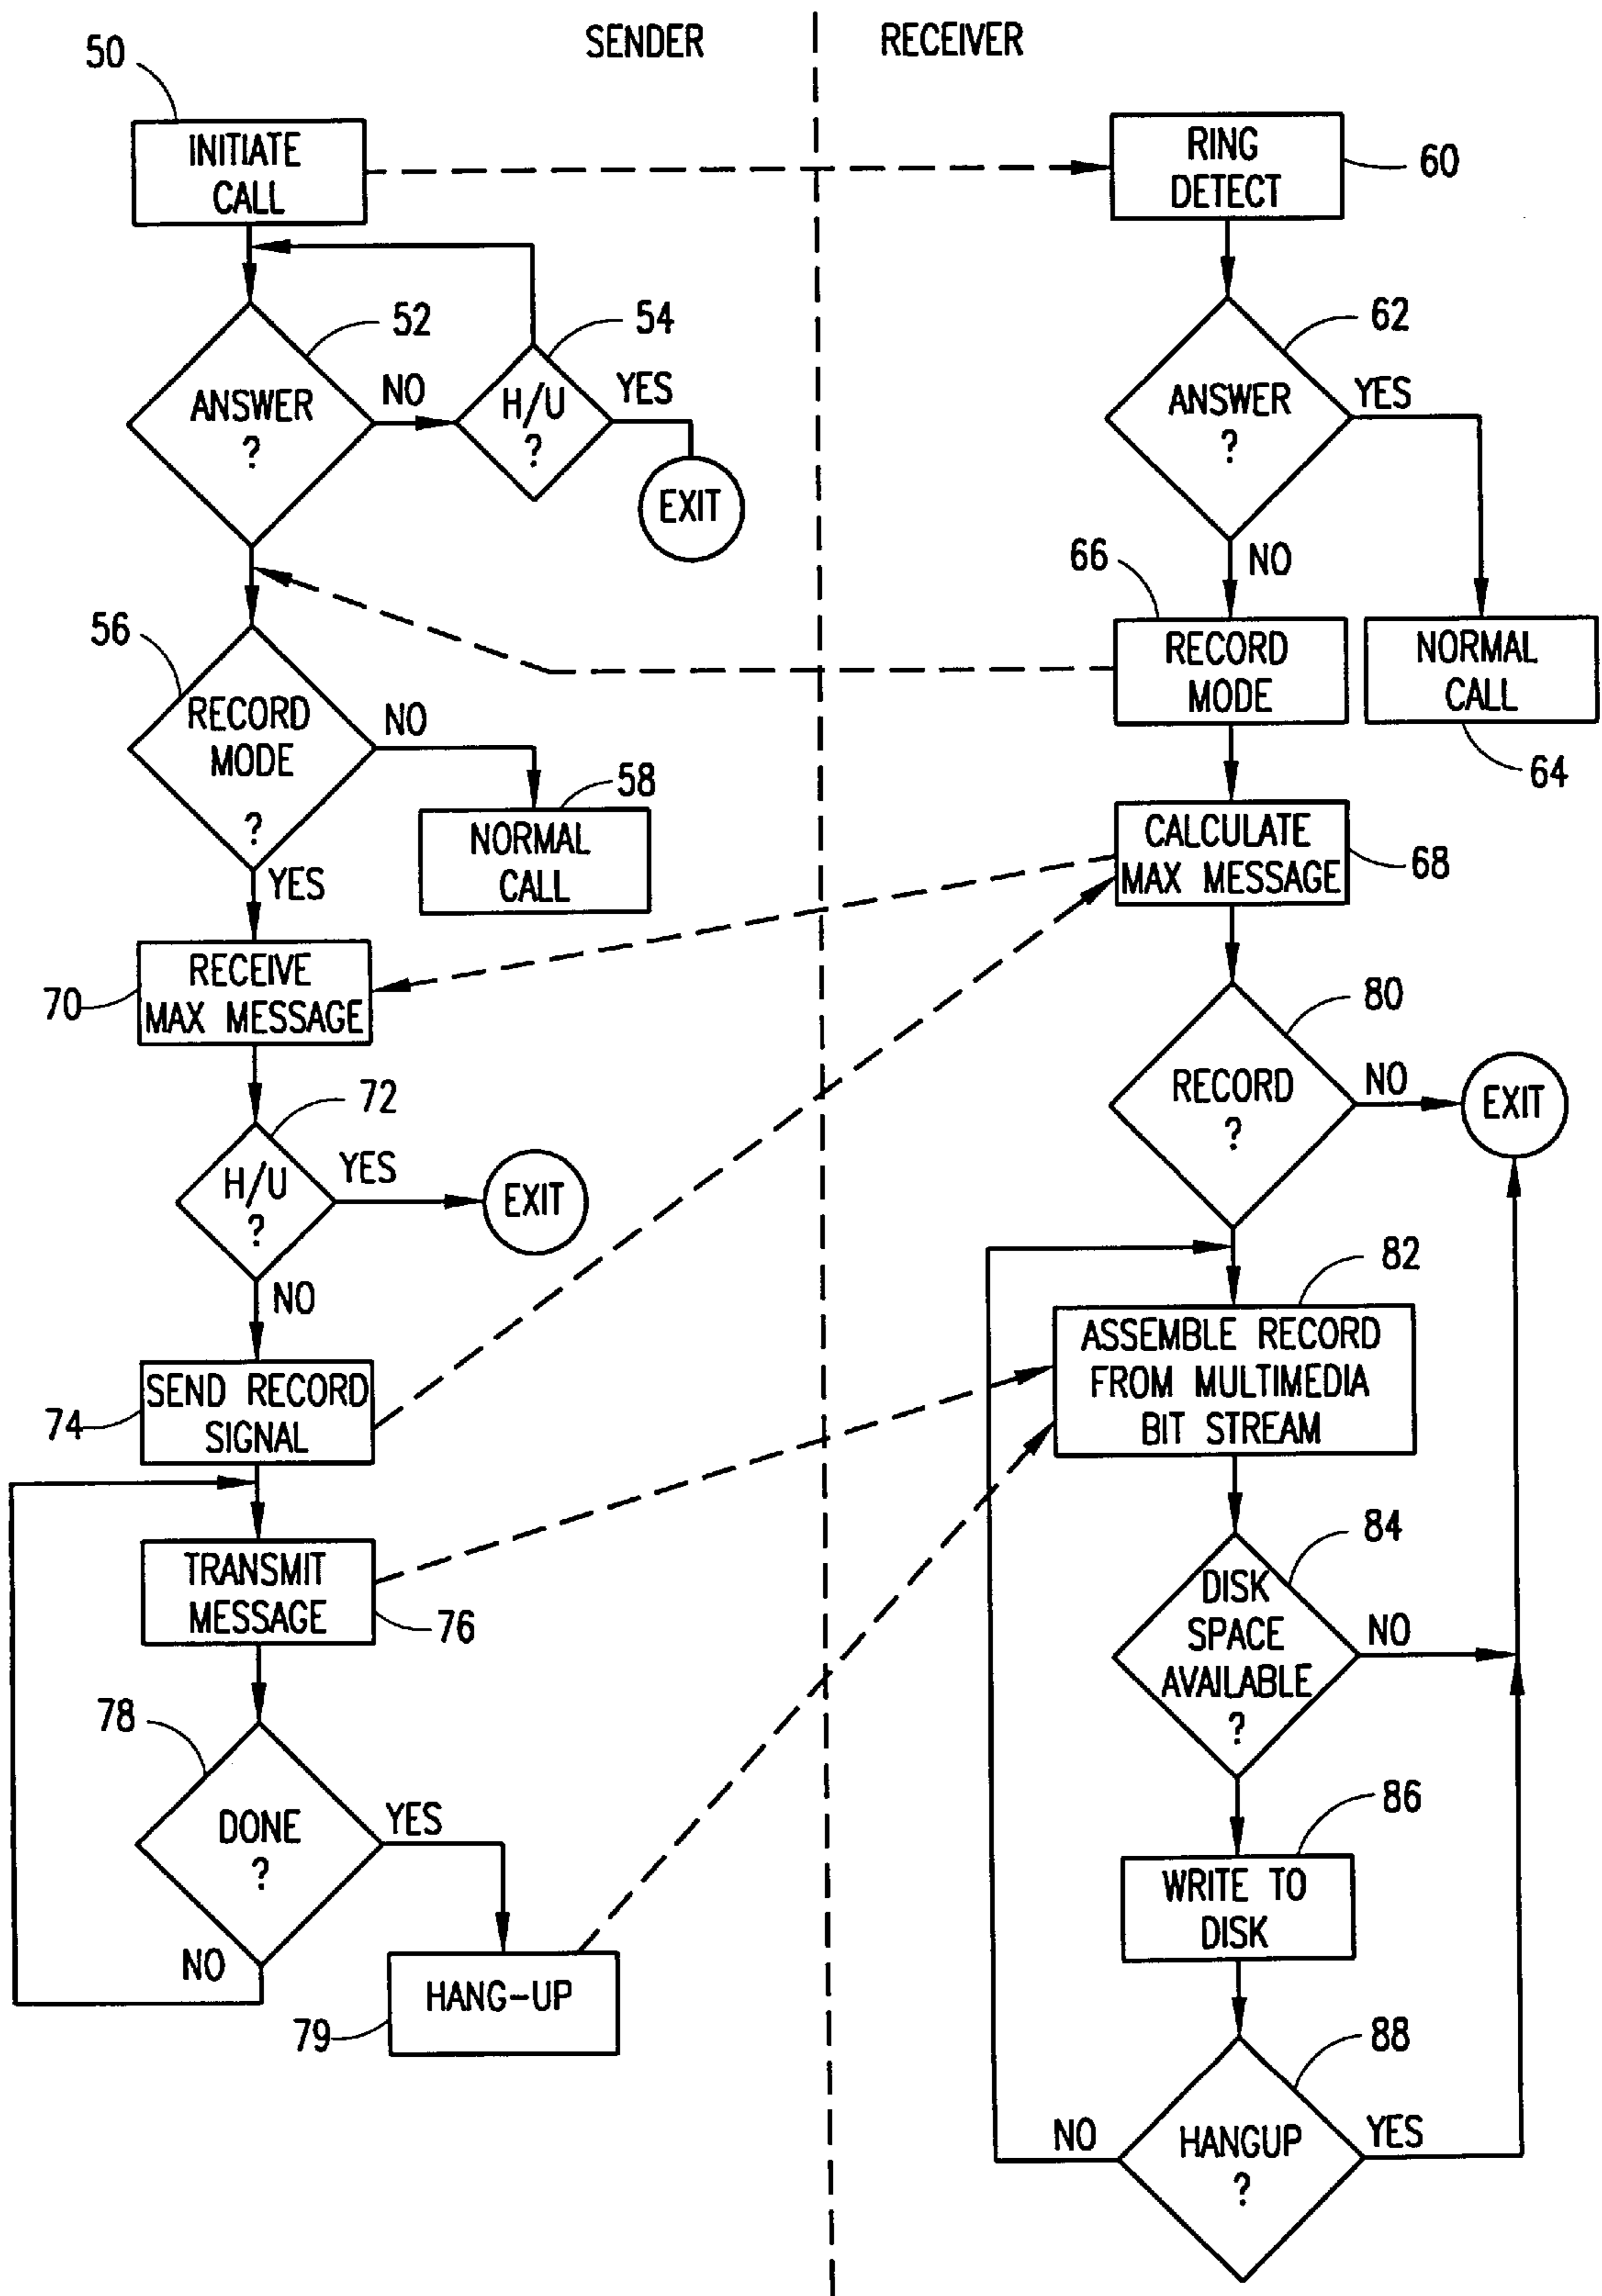 SENDER
RECEIVER
50
INITIATE
CALL
52
ANSWER
?
NO
54
H/U
?
YES
EXIT
56
RECORD
MODE
?
NO
58
NORMAL
CALL
YES
70
RECEIVE
MAX MESSAGE
72
H/U
?
YES
EXIT
NO
74
SEND RECORD
SIGNAL
TRANSMIT
MESSAGE
76
78
DONE
?
YES
NO
HANG-UP
79
RING
DETECT
60
62
ANSWER
?
YES
NO
66
RECORD
MODE
NORMAL
CALL
64
CALCULATE
MAX MESSAGE
68
80
RECORD
?
NO
EXIT
82
ASSEMBLE RECORD
FROM MULTIMEDIA
BIT STREAM
84
DISK
SPACE
AVAILABLE
?
NO
86
WRITE TO
DISK
88
HANGUP
?
NO
YES